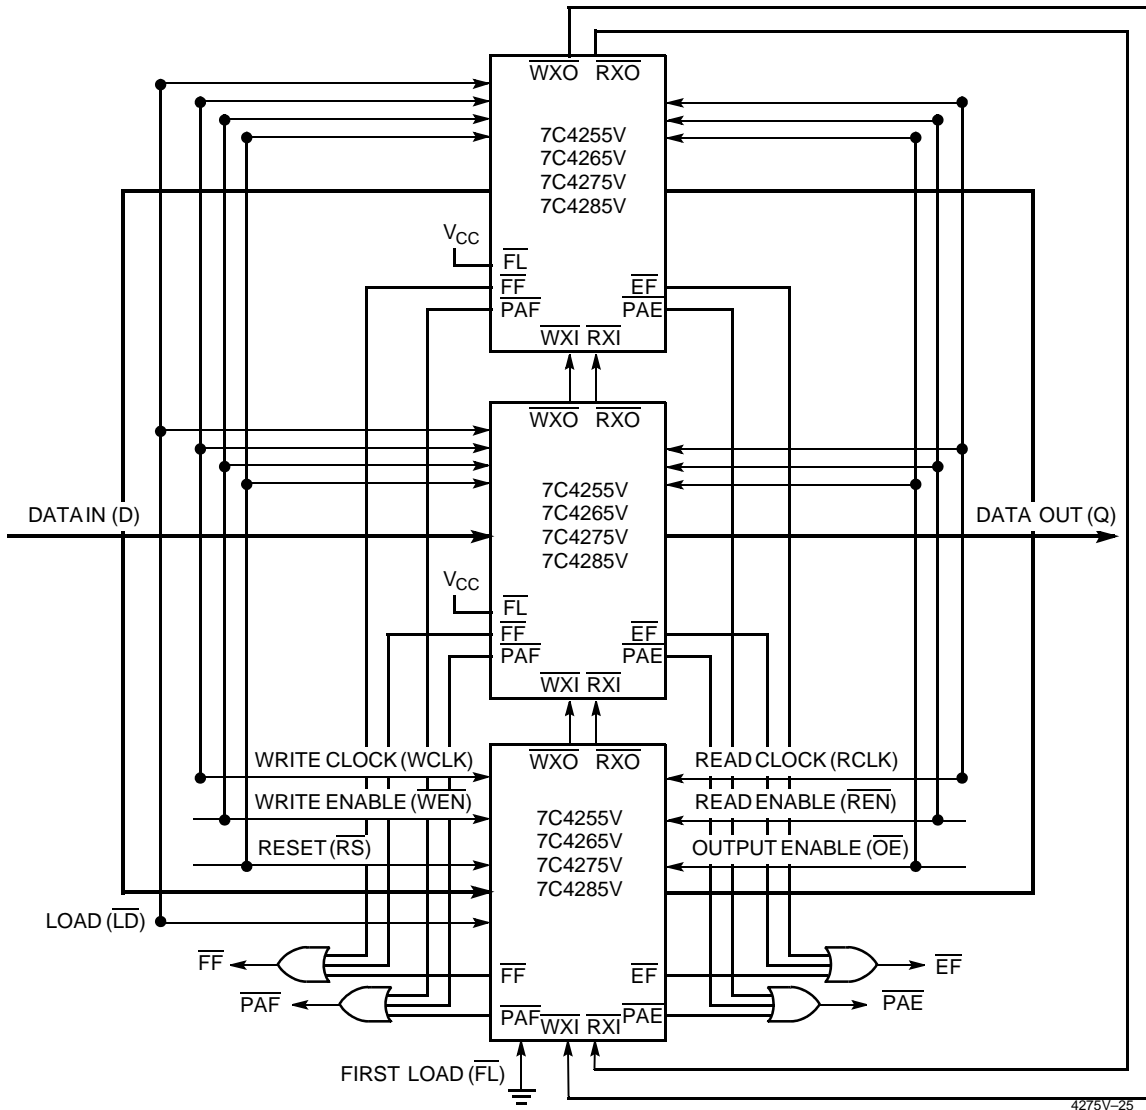 WXO RXO
7C4255V
7C4265V
7C4275V
7C4285V
VCC
FL
FF
EF
PAF
PAE
WXI RXI
WXO RXO
7C4255V
7C4265V
7C4275V
7C4285V
DATA IN (D)
DATA OUT (Q)
VCC
FL
FF
EF
PAF
PAE
WXI RXI
WXO RXO
WRITE CLOCK (WCLK)
READ CLOCK (RCLK)
WRITE ENABLE (WEN)
READ ENABLE (REN)
7C4255V
7C4265V
7C4275V
7C4285V
RESET (RS)
OUTPUT ENABLE (OE)
LOAD (LD)
FF
FF
EF
EF
PAF
PAE
PAF
PAE
WXI RXI
FIRST LOAD (FL)
4275V–25